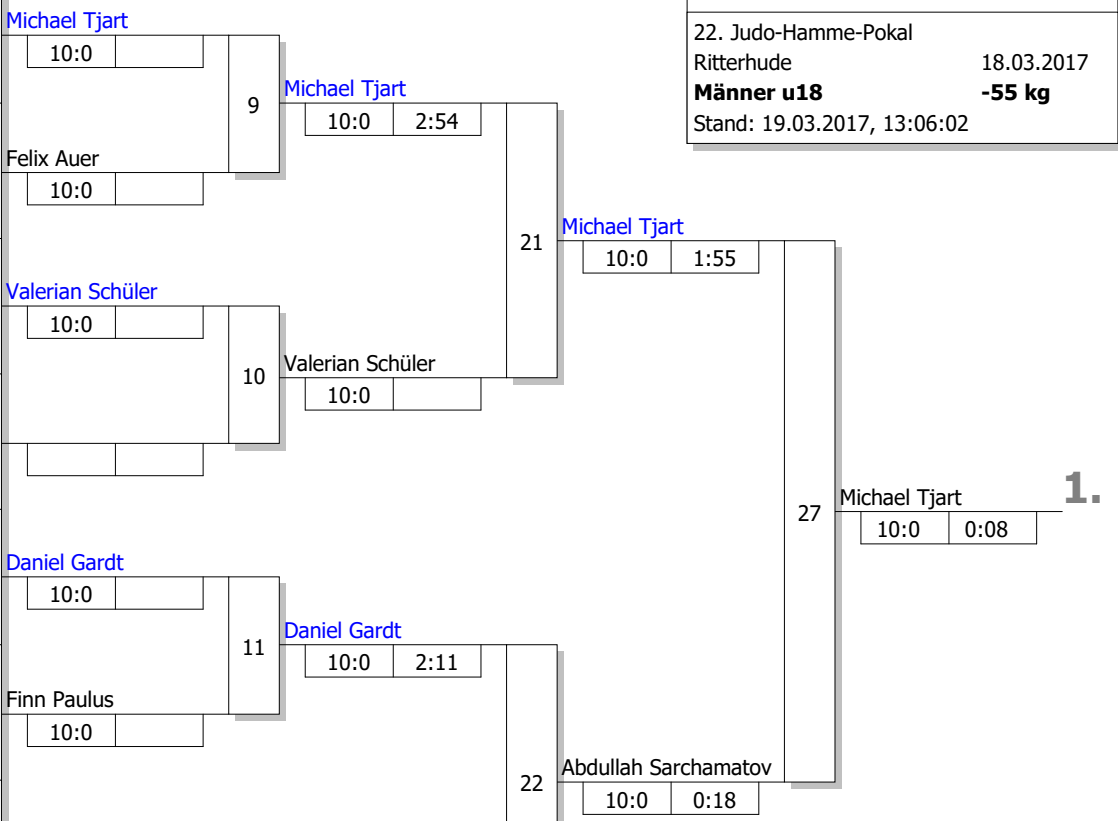 Michael Tjart
10:0
9
Felix Auer
10:0
Michael Tjart
10:0 2:54
Valerian Schüler
10:0
10
Valerian Schüler
10:0
21
Michael Tjart
10:0 1:55
Daniel Gardt
10:0
11
Finn Paulus
10:0
Daniel Gardt
10:0 2:11
22
Abdullah Sarchamatov
10:0 0:18
27
Michael Tjart
10:0 0:08
1.
22. Judo-Hamme-Pokal
Ritterhude 18.03.2017
Männer u18 -55 kg
Stand: 19.03.2017, 13:06:02